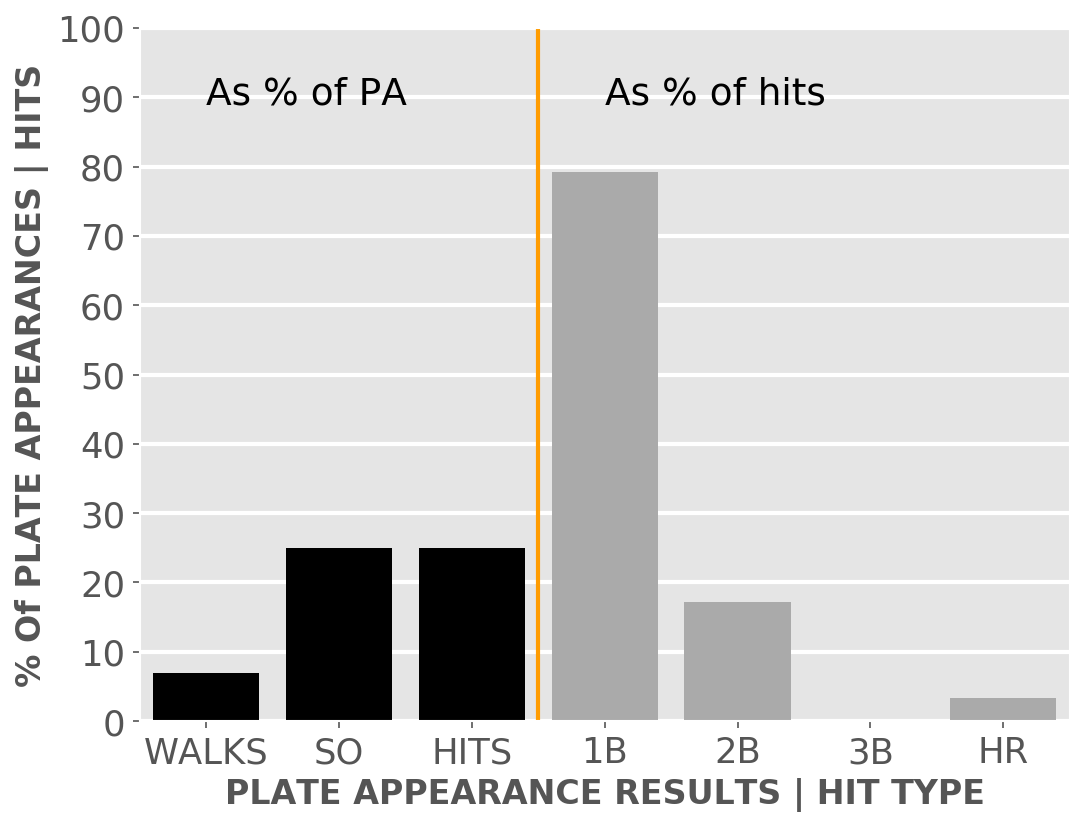 % Of PLATE APPEARANCES | HITS
100
90
80
70
60
50
40
30
20
10
0
As % of PA
As % of hits
WALKS SO HITS 1B 2B 3B HR
PLATE APPEARANCE RESULTS | HIT TYPE